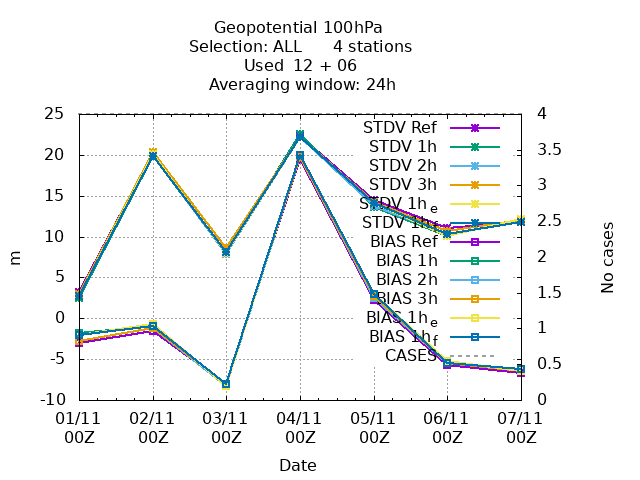 Geopotential 100hPa
Selection: ALL 4 stations
Used 12 + 06
Averaging window: 24h
25
20
15
10
5
0
-5
-10
m
4
3.5
3
2.5
2
1.5
1
0.5
0
No cases
STDV Ref
STDV 1h
STDV 2h
STDV 3h
STDV 1h e
STDV 1h f
BIAS Ref
BIAS 1h
BIAS 2h
BIAS 3h
BIAS 1h e
BIAS 1h f
CASES
01/11 02/11 03/11 04/11 05/11 06/11 07/11
00Z 00Z 00Z 00Z 00Z 00Z 00Z
Date